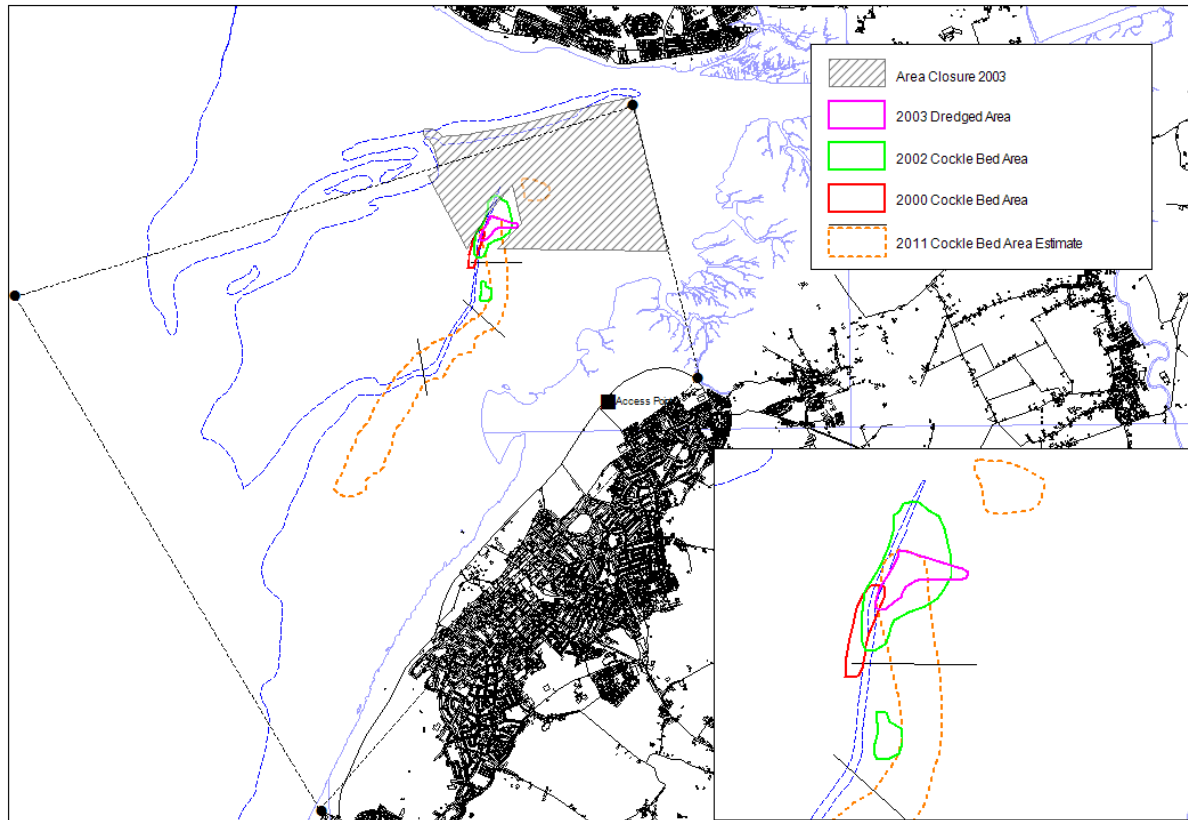 Area Closure 2003
2003 Dredged Area
2002 Cockle Bed Area
2000 Cockle Bed Area
2011 Cockle Bed Area Estimate
Access Point